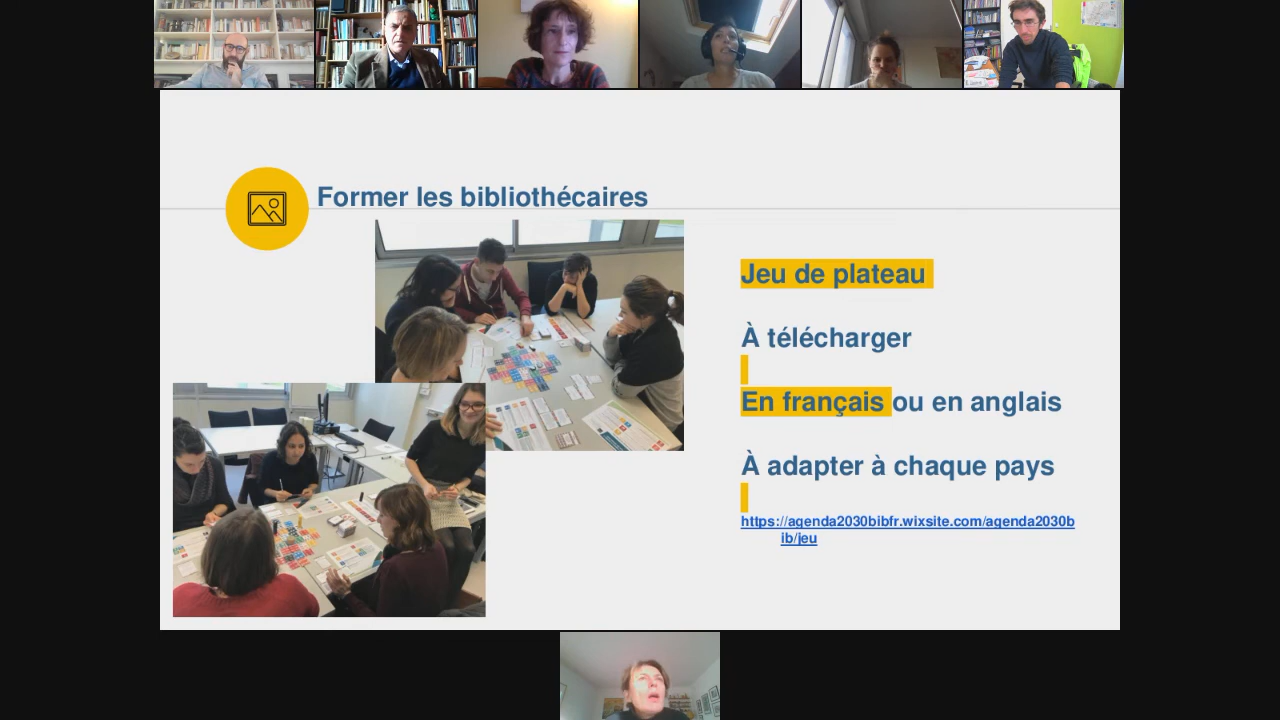 Former les bibliothécaires
Jeu de plateau
À télécharger
En français ou en anglais
À adapter à chaque pays
https://agenda2030bibfr.wixsite.com/agenda2030b
ib/jeu